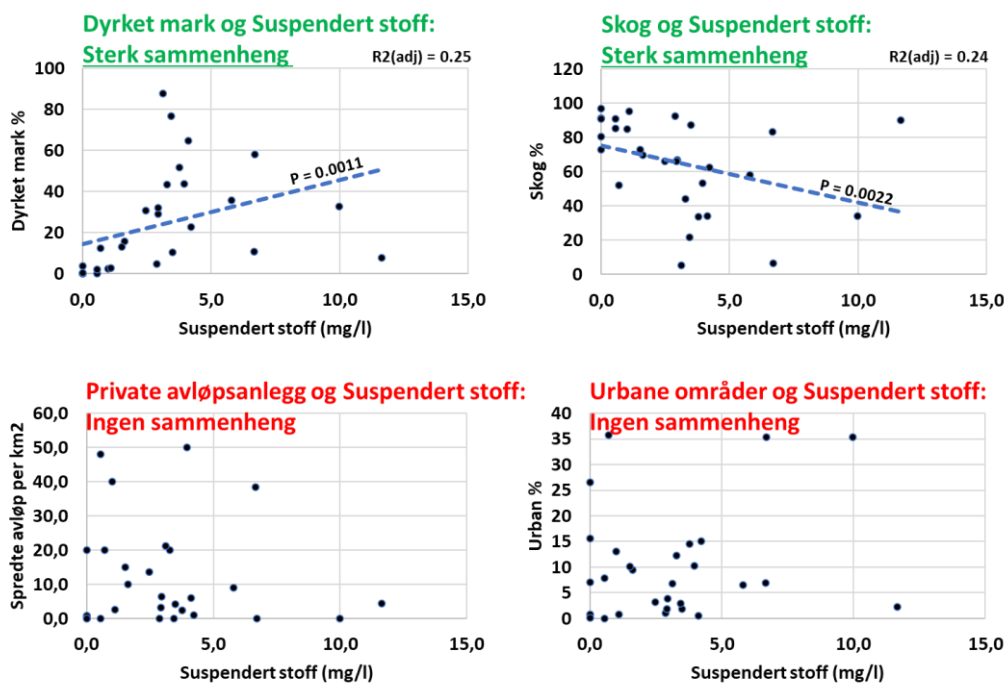 Dyrket mark og Suspendert stoff:
Sterk sammenheng
R2(adj) = 0.25
100
80
60
40
20
0
Dyrket mark %
P = 0.0011
0,0 5,0 10,0 15,0
Suspendert stoff (mg/l)
Skog og Suspendert stoff:
Sterk sammenheng
R2(adj) = 0.24
120
100
80
60
40
20
0
Skog %
P = 0.0022
0,0 5,0 10,0 15,0
Suspendert stoff (mg/l)
Private avløpsanlegg og Suspendert stoff:
Ingen sammenheng
60,0
50,0
40,0
30,0
20,0
10,0
0,0
Spredte avløp per km2
0,0 5,0 10,0 15,0
Suspendert stoff (mg/l)
Urbane områder og Suspendert stoff:
Ingen sammenheng
40
35
30
25
20
15
10
5
0
Urban %
0,0 5,0 10,0 15,0
Suspendert stoff (mg/l)